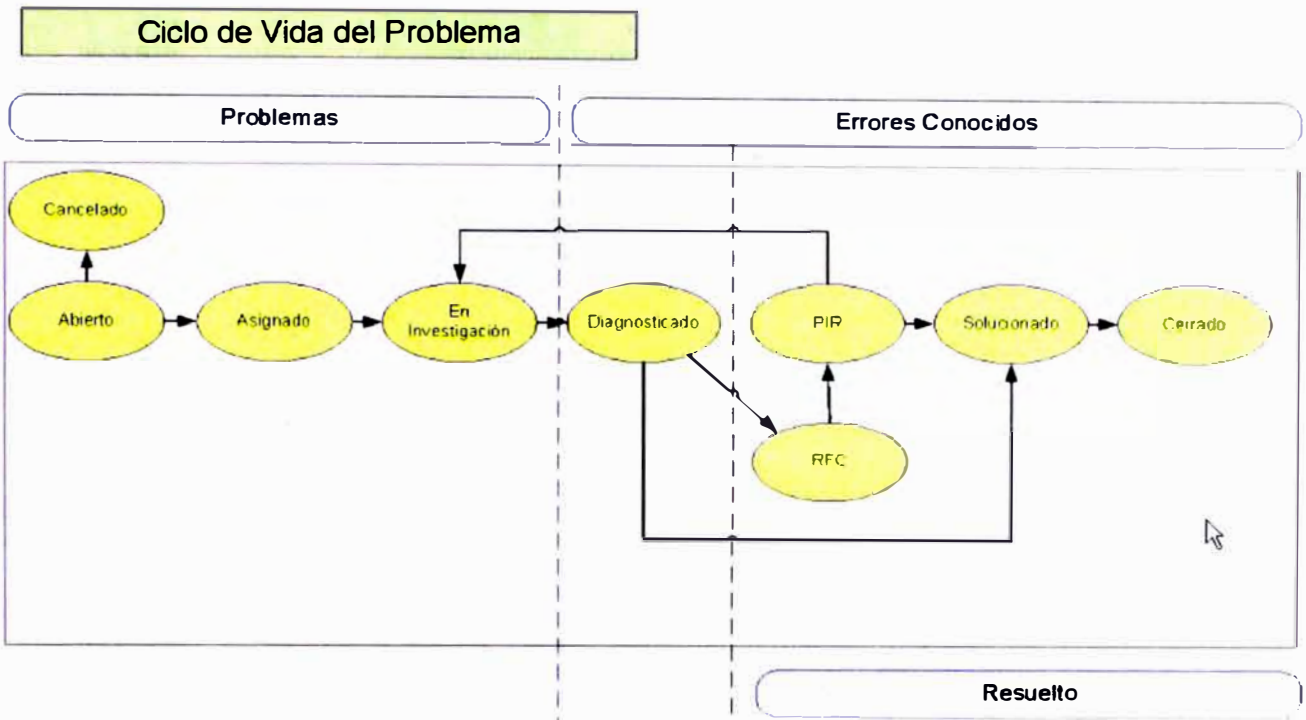 Ciclo de Vida del Problema
Problemas
Errores Conocidos
Cancelado
Abierto
Asignado
En
Investigación
Diagnosticado
PIR
Solucionado
Cerrado
RFC
Resuelto